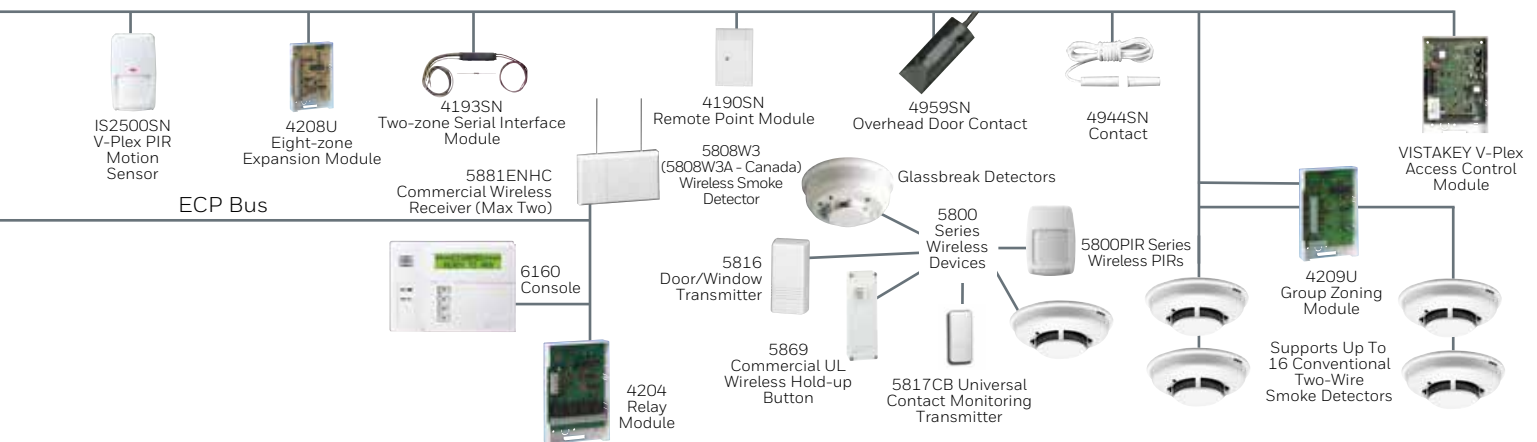 IS2500SN
V-Plex PIR
Motion
Sensor
4208U
Eight-zone
Expansion Module
4193SN
Two-zone Serial Interface
Module
4190SN
Remote Point Module
4959SN
Overhead Door Contact
4944SN
Contact
VISTAKEY V-Plex
Access Control
Module
ECP Bus
5881ENHC
Commercial Wireless
Receiver (Max Two)
5808W3
(5808W3A - Canada)
Wireless Smoke
Detector
Glassbreak Detectors
5800
Series
Wireless
Devices
5800PIR Series
Wireless PIRs
6160
Console
5816
Door/Window
Transmitter
4209U
Group Zoning
Module
5869
Commercial UL
Wireless Hold-up
Button
5817CB Universal
Contact Monitoring
Transmitter
Supports Up To
16 Conventional
Two-Wire
Smoke Detectors
4204
Relay
Module